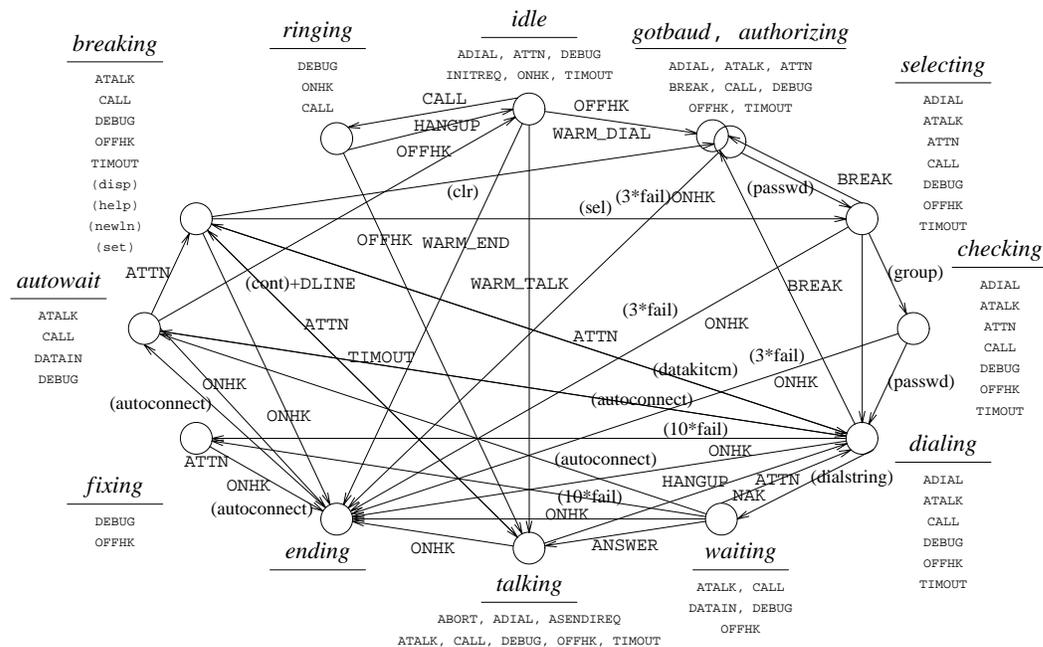 idle
ringing
gotbaud, authorizing
breaking
ADIAL, ATTN, DEBUG
INITREQ, ONHK, TIMOUT
DEBUG
ONHK
CALL
ADIAL, ATALK, ATTN
BREAK, CALL, DEBUG
OFFHK, TIMOUT
selecting
ATALK
CALL
DEBUG
OFFHK
TIMOUT
(disp)
(help)
(newln)
(set)
ADIAL
ATALK
ATTN
CALL
DEBUG
OFFHK
TIMOUT
CALL
HANGUP
OFFHK
OFFHK
WARM_DIAL
(clr)
(sel)
(3*fail)
ONHK
(passwd)
BREAK
OFFHK
WARM_END
WARM_TALK
checking
ADIAL
ATALK
ATTN
CALL
DEBUG
OFFHK
TIMOUT
autowait
ATALK
CALL
DATAIN
DEBUG
ATTN
(cont)+DLINE
ATTN
TIMOUT
(group)
BREAK
(3*fail)
ONHK
ATTN
(3*fail)
ONHK
(datakitcm)
(passwd)
ONHK
(autoconnect)
(autoconnect)
ONHK
(10*fail)
ONHK
dialing
ADIAL
ATALK
CALL
DEBUG
OFFHK
TIMOUT
ATTN
ONHK
(autoconnect)
(autoconnect)
HANGUP
ATTN
(dialstring)
NAK
(10*fail)
ONHK
fixing
DEBUG
OFFHK
ending
ONHK
ANSWER
talking
ABORT, ADIAL, ASENDIREQ
ATALK, CALL, DEBUG, OFFHK, TIMOUT
waiting
ATALK, CALL
DATAIN, DEBUG
OFFHK